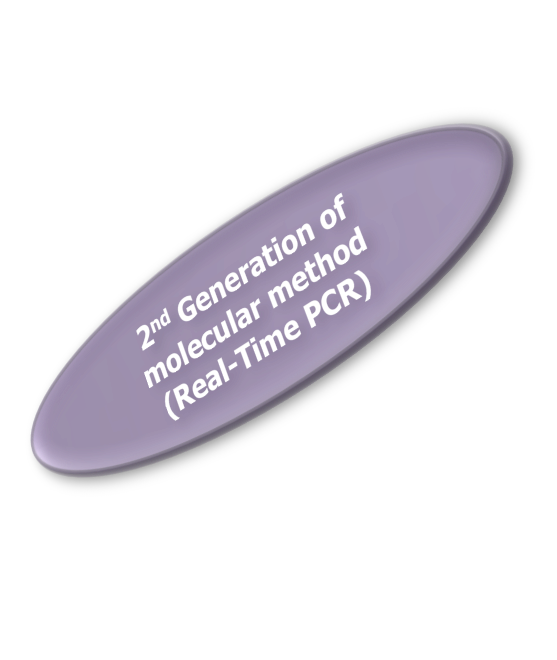 2nd Generation of
molecular method
(Real-Time PCR)